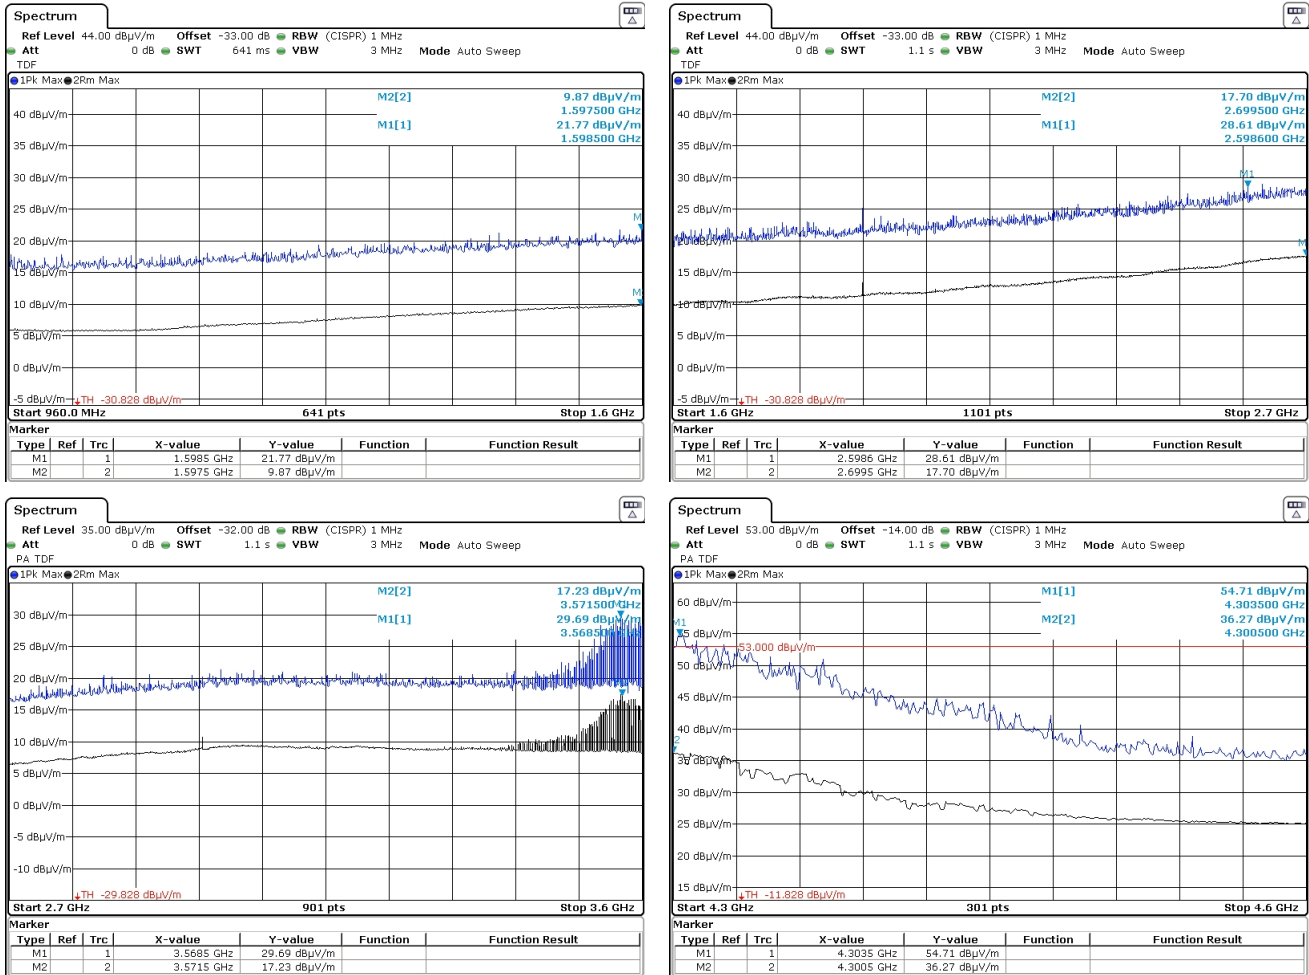 Spectrum
Ref Level 44.00 dBµV/m Offset -33.00 dB RBW (CISPR) 1 MHz
Att 0 dB SWT 641 ms VBW 3 MHz Mode Auto Sweep
TDF
1Pk Max 2Rm Max
M2[2] 9.87 dBµV/m
1.597500 GHz
M1[1] 21.77 dBµV/m
1.598500 GHz
40 dBµV/m
35 dBµV/m
30 dBµV/m
25 dBµV/m
M
20 dBµV/m
15 dBµV/m
M
10 dBµV/m
5 dBµV/m
0 dBµV/m
-5 dBµV/m
TH -30.828 dBµV/m
Start 960.0 MHz 641 pts Stop 1.6 GHz
Marker
Type Ref Trc X-value Y-value Function Function Result
M1 1 1.5985 GHz 21.77 dBµV/m
M2 2 1.5975 GHz 9.87 dBµV/m
Spectrum
Ref Level 44.00 dBµV/m Offset -33.00 dB RBW (CISPR) 1 MHz
Att 0 dB SWT 1.1 s VBW 3 MHz Mode Auto Sweep
TDF
1Pk Max 2Rm Max
M2[2] 17.70 dBµV/m
2.699500 GHz
M1[1] 28.61 dBµV/m
2.598600 GHz
40 dBµV/m
35 dBµV/m
30 dBµV/m
M1
25 dBµV/m
20 dBµV/m
M
15 dBµV/m
10 dBµV/m
5 dBµV/m
0 dBµV/m
-5 dBµV/m
TH -30.828 dBµV/m
Start 1.6 GHz 1101 pts Stop 2.7 GHz
Marker
Type Ref Trc X-value Y-value Function Function Result
M1 1 2.5986 GHz 28.61 dBµV/m
M2 2 2.6995 GHz 17.70 dBµV/m
Spectrum
Ref Level 35.00 dBµV/m Offset -32.00 dB RBW (CISPR) 1 MHz
Att 0 dB SWT 1.1 s VBW 3 MHz Mode Auto Sweep
PA TDF
1Pk Max 2Rm Max
M2[2] 17.23 dBµV/m
3.571500 GHz
M1[1] 29.69 dBµV/m
3.568500 GHz
30 dBµV/m
25 dBµV/m
20 dBµV/m
15 dBµV/m
10 dBµV/m
5 dBµV/m
0 dBµV/m
-5 dBµV/m
-10 dBµV/m
TH -29.828 dBµV/m
Start 2.7 GHz 901 pts Stop 3.6 GHz
Marker
Type Ref Trc X-value Y-value Function Function Result
M1 1 3.5685 GHz 29.69 dBµV/m
M2 2 3.5715 GHz 17.23 dBµV/m
Spectrum
Ref Level 53.00 dBµV/m Offset -14.00 dB RBW (CISPR) 1 MHz
Att 0 dB SWT 1.1 s VBW 3 MHz Mode Auto Sweep
PA TDF
1Pk Max 2Rm Max
M1[1] 54.71 dBµV/m
4.303500 GHz
M2[2] 36.27 dBµV/m
4.300500 GHz
60 dBµV/m
M1
55 dBµV/m
53.000 dBµV/m
50 dBµV/m
45 dBµV/m
40 dBµV/m
2
35 dBµV/m
30 dBµV/m
25 dBµV/m
20 dBµV/m
15 dBµV/m
TH -11.828 dBµV/m
Start 4.3 GHz 301 pts Stop 4.6 GHz
Marker
Type Ref Trc X-value Y-value Function Function Result
M1 1 4.3035 GHz 54.71 dBµV/m
M2 2 4.3005 GHz 36.27 dBµV/m